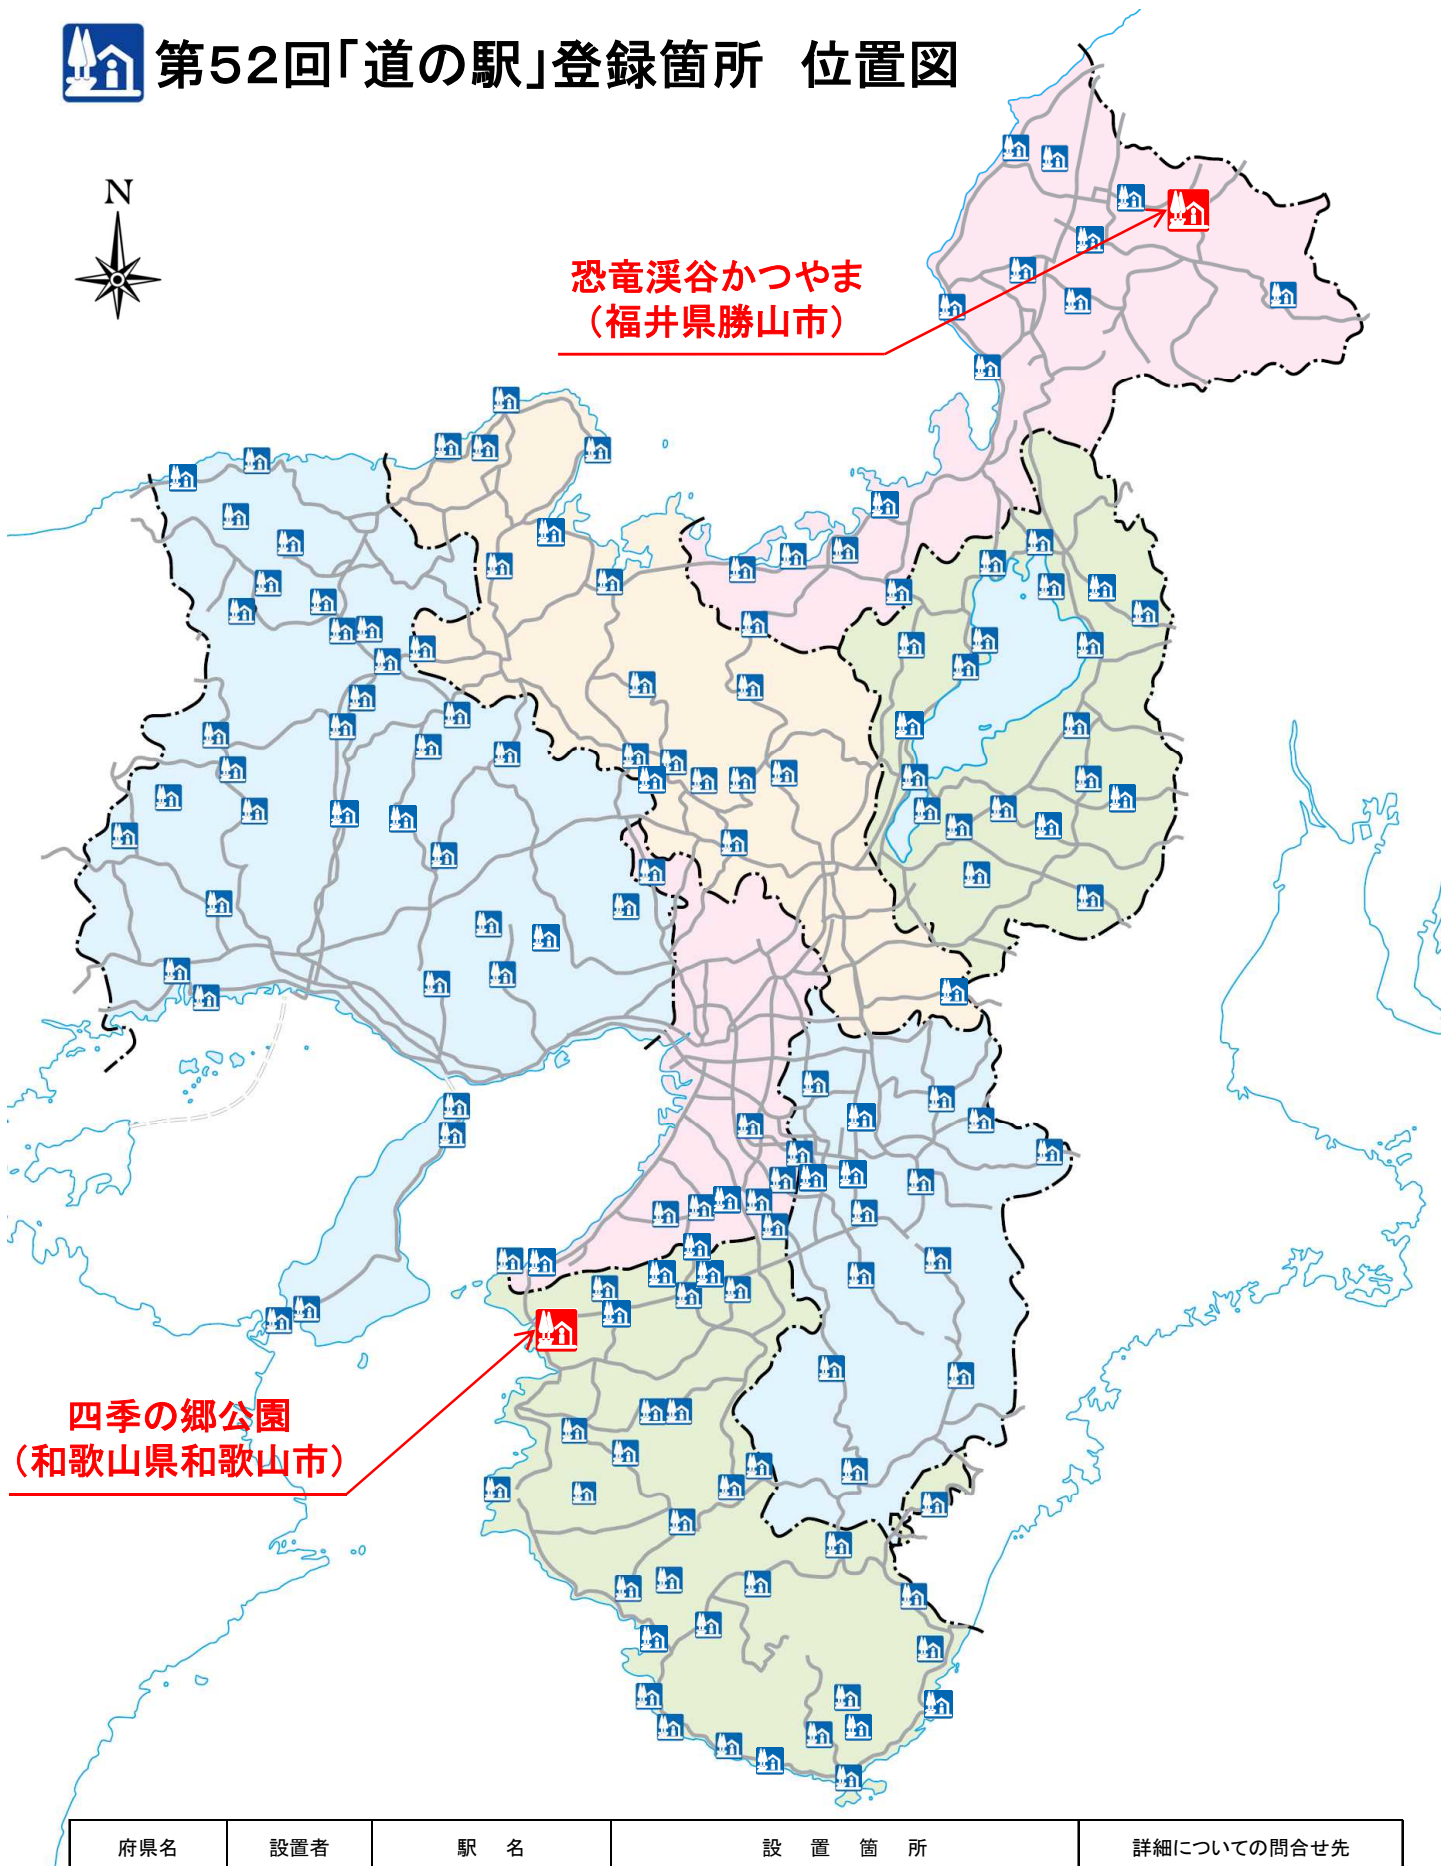 第52回「道の駅」登録箇所 位置図
N
恐竜渓谷かつやま
（福井県勝山市）
四季の郷公園
（和歌山県和歌山市）
府県名 設置者 駅 名 設 置 箇 所 詳細についての問合せ先